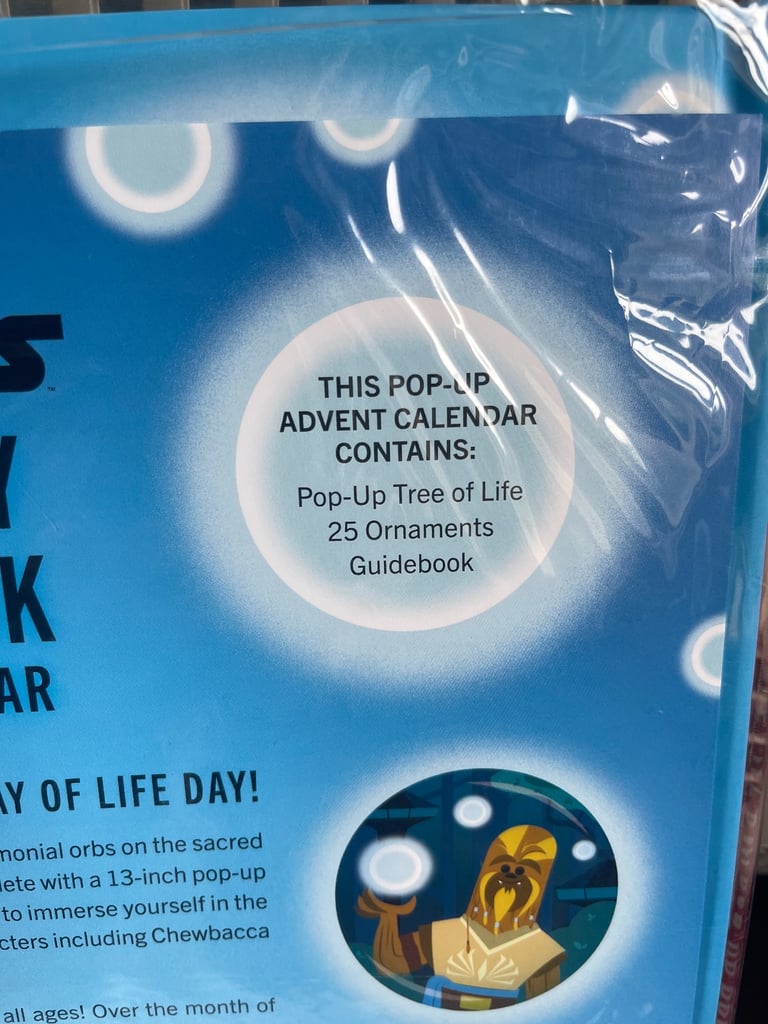 THIS POP-UP
ADVENT CALENDAR
CONTAINS:
Pop-Up Tree of Life
25 Ornaments
Guidebook
S™
Y
K
AR
AY OF LIFE DAY!
monial orbs on the sacred
lete with a 13-inch pop-up
to immerse yourself in the
cters including Chewbacca
all ages! Over the month of